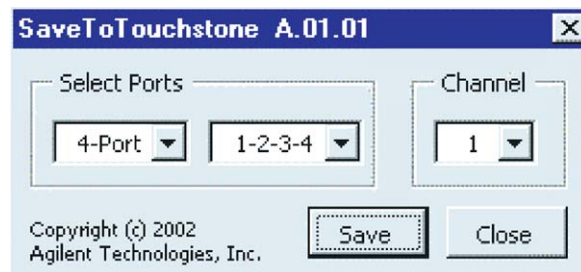 SaveToTouchstone A.01.01
Select Ports
Channel
4-Port
1-2-3-4
1
Copyright (c) 2002
Agilent Technologies, Inc.
Save
Close